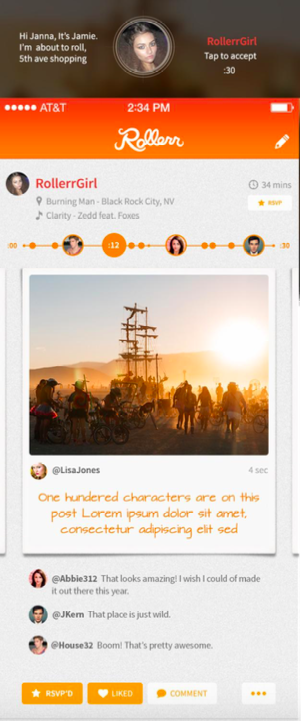 Hi Janna, It's Jamie.
I'm about to roll,
5th ave shopping
RollerrGirl
Tap to accept
:30
AT&T
2:34 PM
Rollerr
RollerrGirl
34 mins
Burning Man - Black Rock City, NV
RSVP
Clarity - Zedd feat. Foxes
:00
:12
:30
@LisaJones
4 sec
One hundered characters are on this
post Lorem ipsum dolor sit amet,
consectetur adipiscing elit sed
@Abbie312 That looks amazing! I wish I could of made
it out there this year.
@JKern That place is just wild.
@House32 Boom! That's pretty awesome.
RSVP'D
LIKED
COMMENT